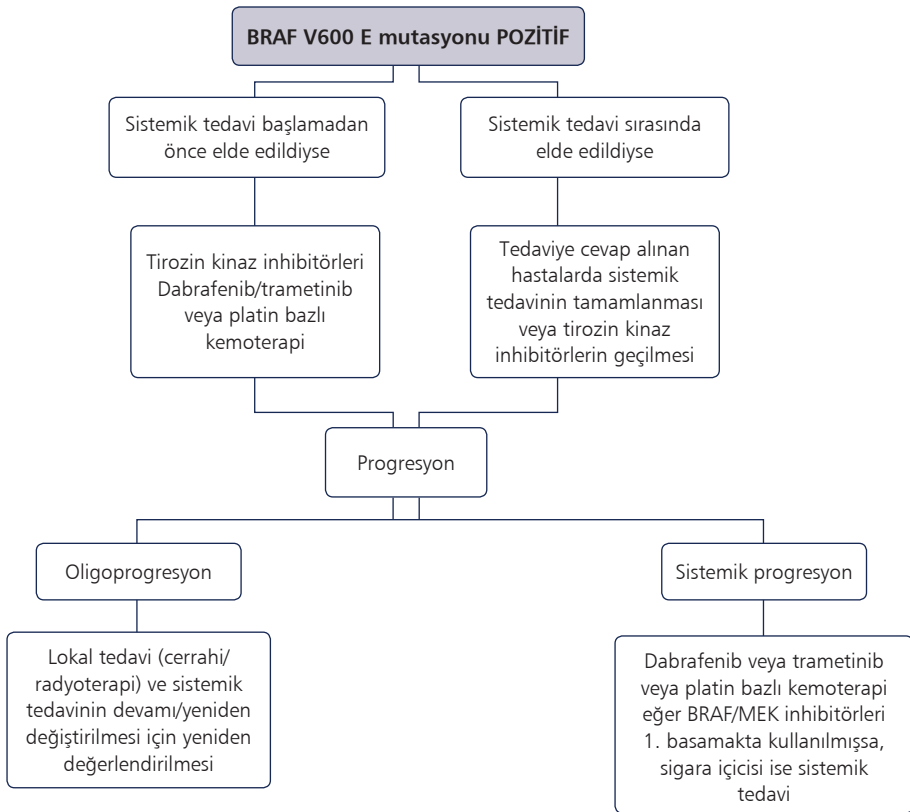 BRAF V600 E mutasyonu POZİTİF
Sistemik tedavi başlamadan
önce elde edildiyse
Sistemik tedavi sırasında
elde edildiyse
Tirozin kinaz inhibitörleri
Dabrafenib/trametinib
veya platin bazlı
kemoterapi
Tedaviye cevap alınan
hastalarda sistemik
tedavinin tamamlanması
veya tirozin kinaz
inhibitörlerin geçilmesi
Progresyon
Oligoprogresyon
Sistemik progresyon
Lokal tedavi (cerrahi/
radyoterapi) ve sistemik
tedavinin devamı/yeniden
değiştirilmesi için yeniden
değerlendirilmesi
Dabrafenib veya trametinib
veya platin bazlı kemoterapi
eğer BRAF/MEK inhibitörleri
1. basamakta kullanılmışsa,
sigara içicisi ise sistemik
tedavi